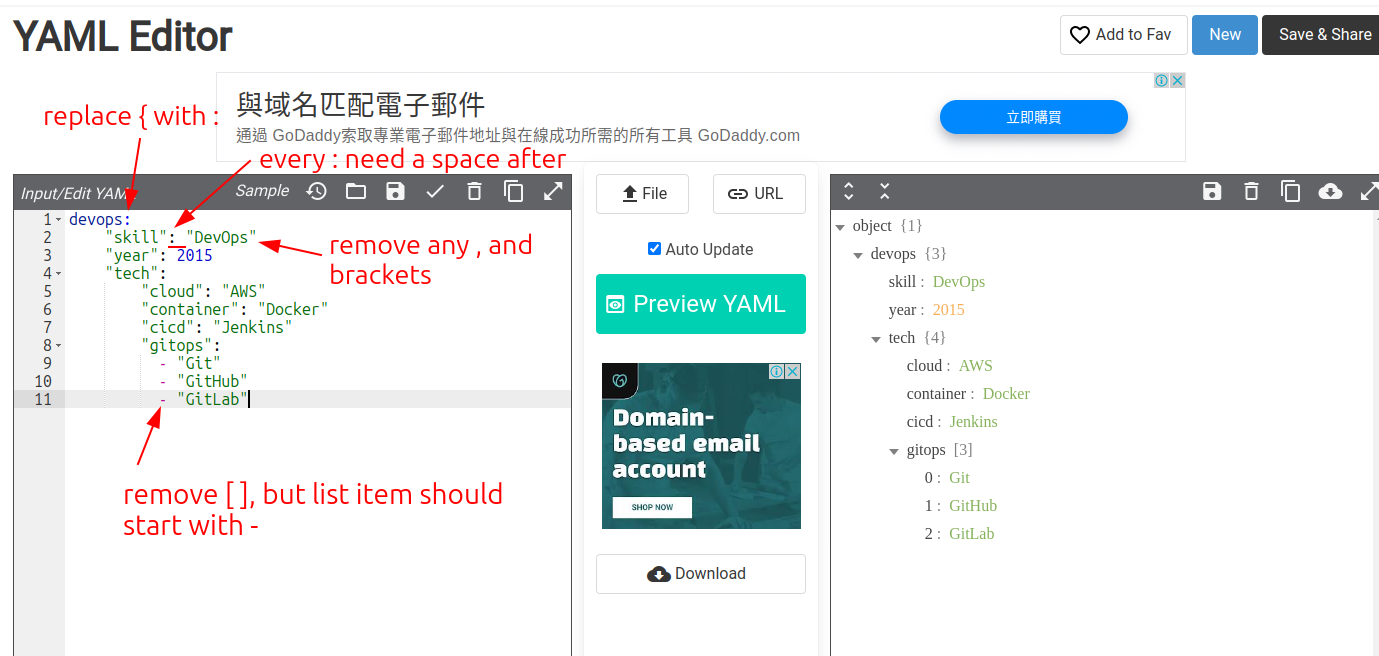 YAML Editor
Add to Fav
New
Save & Share
與域名匹配電子郵件
通過 GoDaddy索取專業電子郵件地址與在線成功所需的所有工具 GoDaddy.com
立即購買
replace { with :
every : need a space after
Input/Edit YAML
Sample
1 devops:
2 "skill": "DevOps"
3 "year": 2015
4 "tech":
5 "cloud": "AWS"
6 "container": "Docker"
7 "cicd": "Jenkins"
8 "gitops":
9 - "Git"
10 - "GitHub"
11 - "GitLab"
remove any , and
brackets
remove [ ], but list item should
start with -
File
URL
Auto Update
Preview YAML
Domain-
based email
account
SHOP NOW
Download
object {1}
devops {3}
skill : DevOps
year : 2015
tech {4}
cloud : AWS
container : Docker
cicd : Jenkins
gitops [3]
0 : Git
1 : GitHub
2 : GitLab